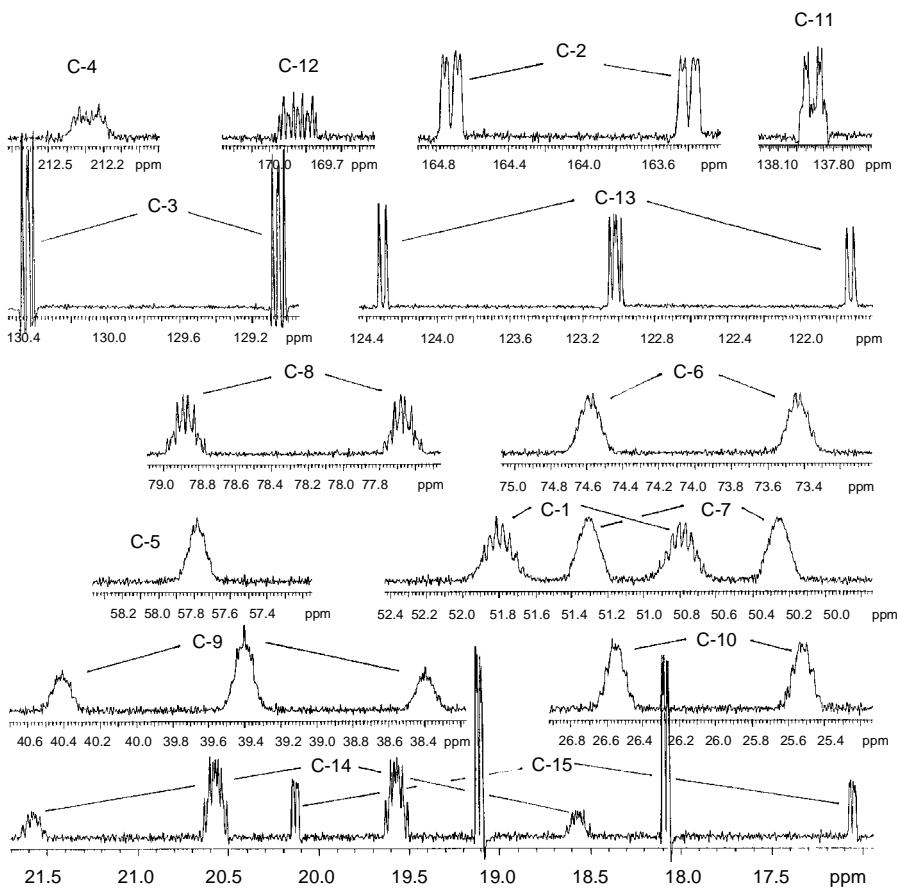 C-4 C-12 C-2 C-11
212.5 212.2 ppm 170.0 169.7 ppm 164.8 164.4 164.0 163.6 ppm 138.10 137.80 ppm
C-3 C-13
130.4 130.0 129.6 129.2 ppm 124.4 124.0 123.6 123.2 122.8 122.4 122.0 ppm
C-8 C-6
79.0 78.8 78.6 78.4 78.2 78.0 77.8 ppm 75.0 74.8 74.6 74.4 74.2 74.0 73.8 73.6 73.4 ppm
C-5 C-1 C-7
58.2 58.0 57.8 57.6 57.4 ppm 52.4 52.2 52.0 51.8 51.6 51.4 51.2 51.0 50.8 50.6 50.4 50.2 50.0 ppm
C-9 C-10
40.6 40.4 40.2 40.0 39.8 39.6 39.4 39.2 39.0 38.8 38.6 38.4 ppm 26.8 26.6 26.4 26.2 26.0 25.8 25.6 25.4 ppm
C-14 C-15
21.5 21.0 20.5 20.0 19.5 19.0 18.5 18.0 17.5 ppm